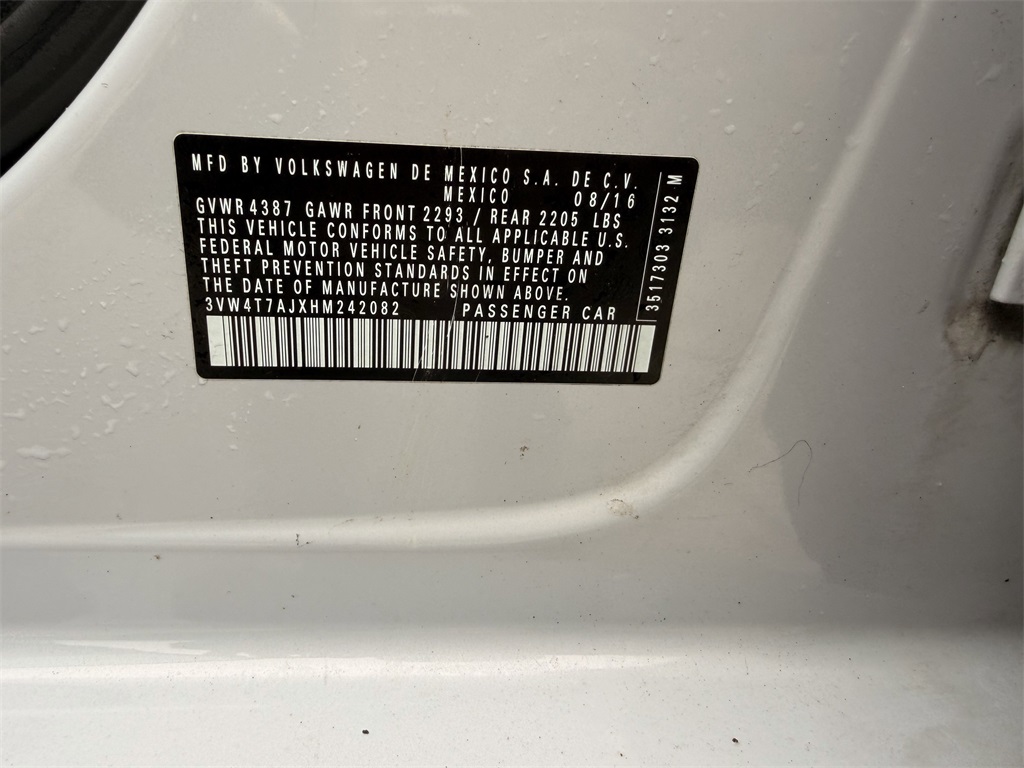 MFD BY VOLKSWAGEN DE MEXICO S.A. DE C.V.
MEXICO 08/16
GVWR 4387 GAWR FRONT 2293 / REAR 2205 LBS
THIS VEHICLE CONFORMS TO ALL APPLICABLE U.S.
FEDERAL MOTOR VEHICLE SAFETY, BUMPER AND
THEFT PREVENTION STANDARDS IN EFFECT ON
THE DATE OF MANUFACTURE SHOWN ABOVE.
3VW4T7AJXHM242082 PASSENGER CAR
3517303 3132 M